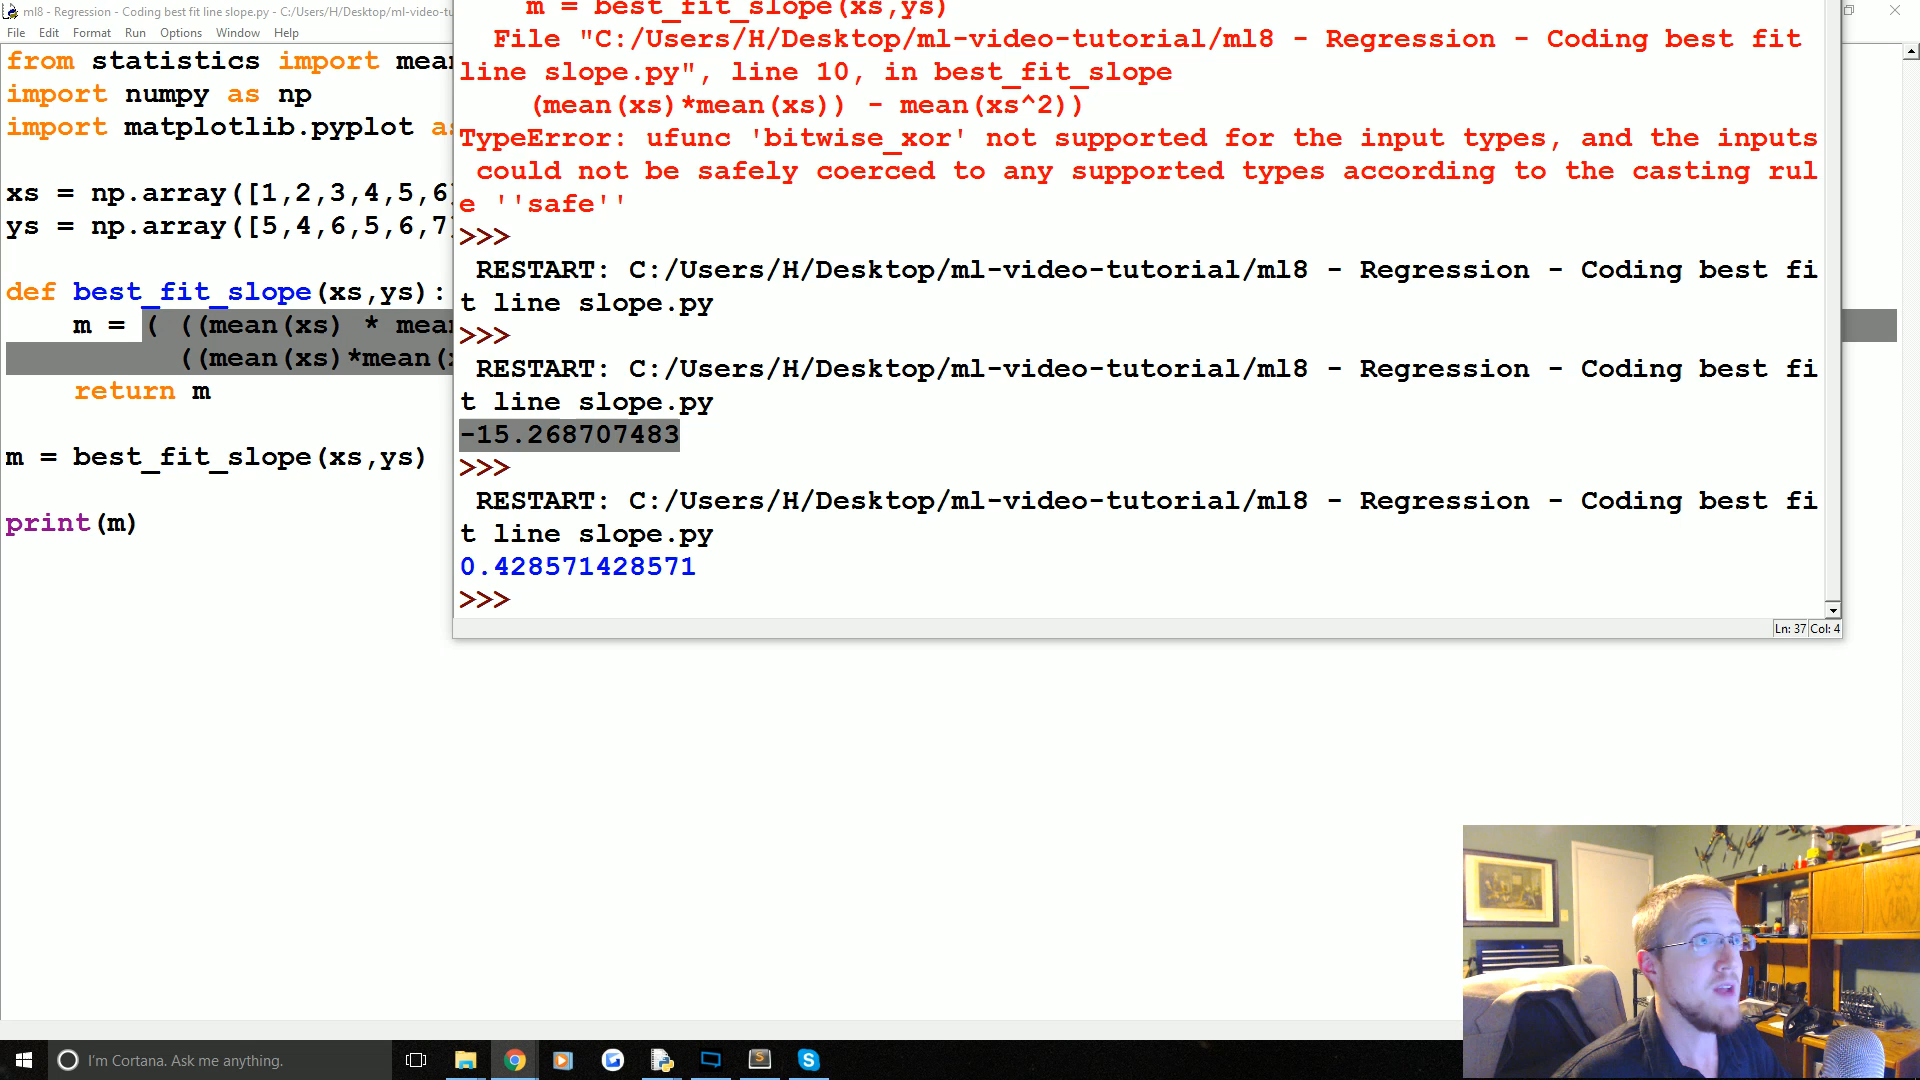 ml8 - Regression - Coding best fit line slope.py - C:/Users/H/Desktop/ml-video-tu
File Edit Format Run Options Window Help
from statistics import mean
import numpy as np
import matplotlib.pyplot as
xs = np.array([1,2,3,4,5,6]
ys = np.array([5,4,6,5,6,7]
def best_fit_slope(xs,ys):
m = ( ((mean(xs) * mean
((mean(xs)*mean(x
return m
m = best_fit_slope(xs,ys)
print(m)
m = best_fit_slope(xs,ys)
File "C:/Users/H/Desktop/ml-video-tutorial/ml8 - Regression - Coding best fit
line slope.py", line 10, in best_fit_slope
(mean(xs)*mean(xs)) - mean(xs^2))
TypeError: ufunc 'bitwise_xor' not supported for the input types, and the inputs
could not be safely coerced to any supported types according to the casting rul
e ''safe''
>>>
RESTART: C:/Users/H/Desktop/ml-video-tutorial/ml8 - Regression - Coding best fi
t line slope.py
>>>
RESTART: C:/Users/H/Desktop/ml-video-tutorial/ml8 - Regression - Coding best fi
t line slope.py
-15.268707483
>>>
RESTART: C:/Users/H/Desktop/ml-video-tutorial/ml8 - Regression - Coding best fi
t line slope.py
0.428571428571
>>>
Ln: 37 Col: 4
I'm Cortana. Ask me anything.